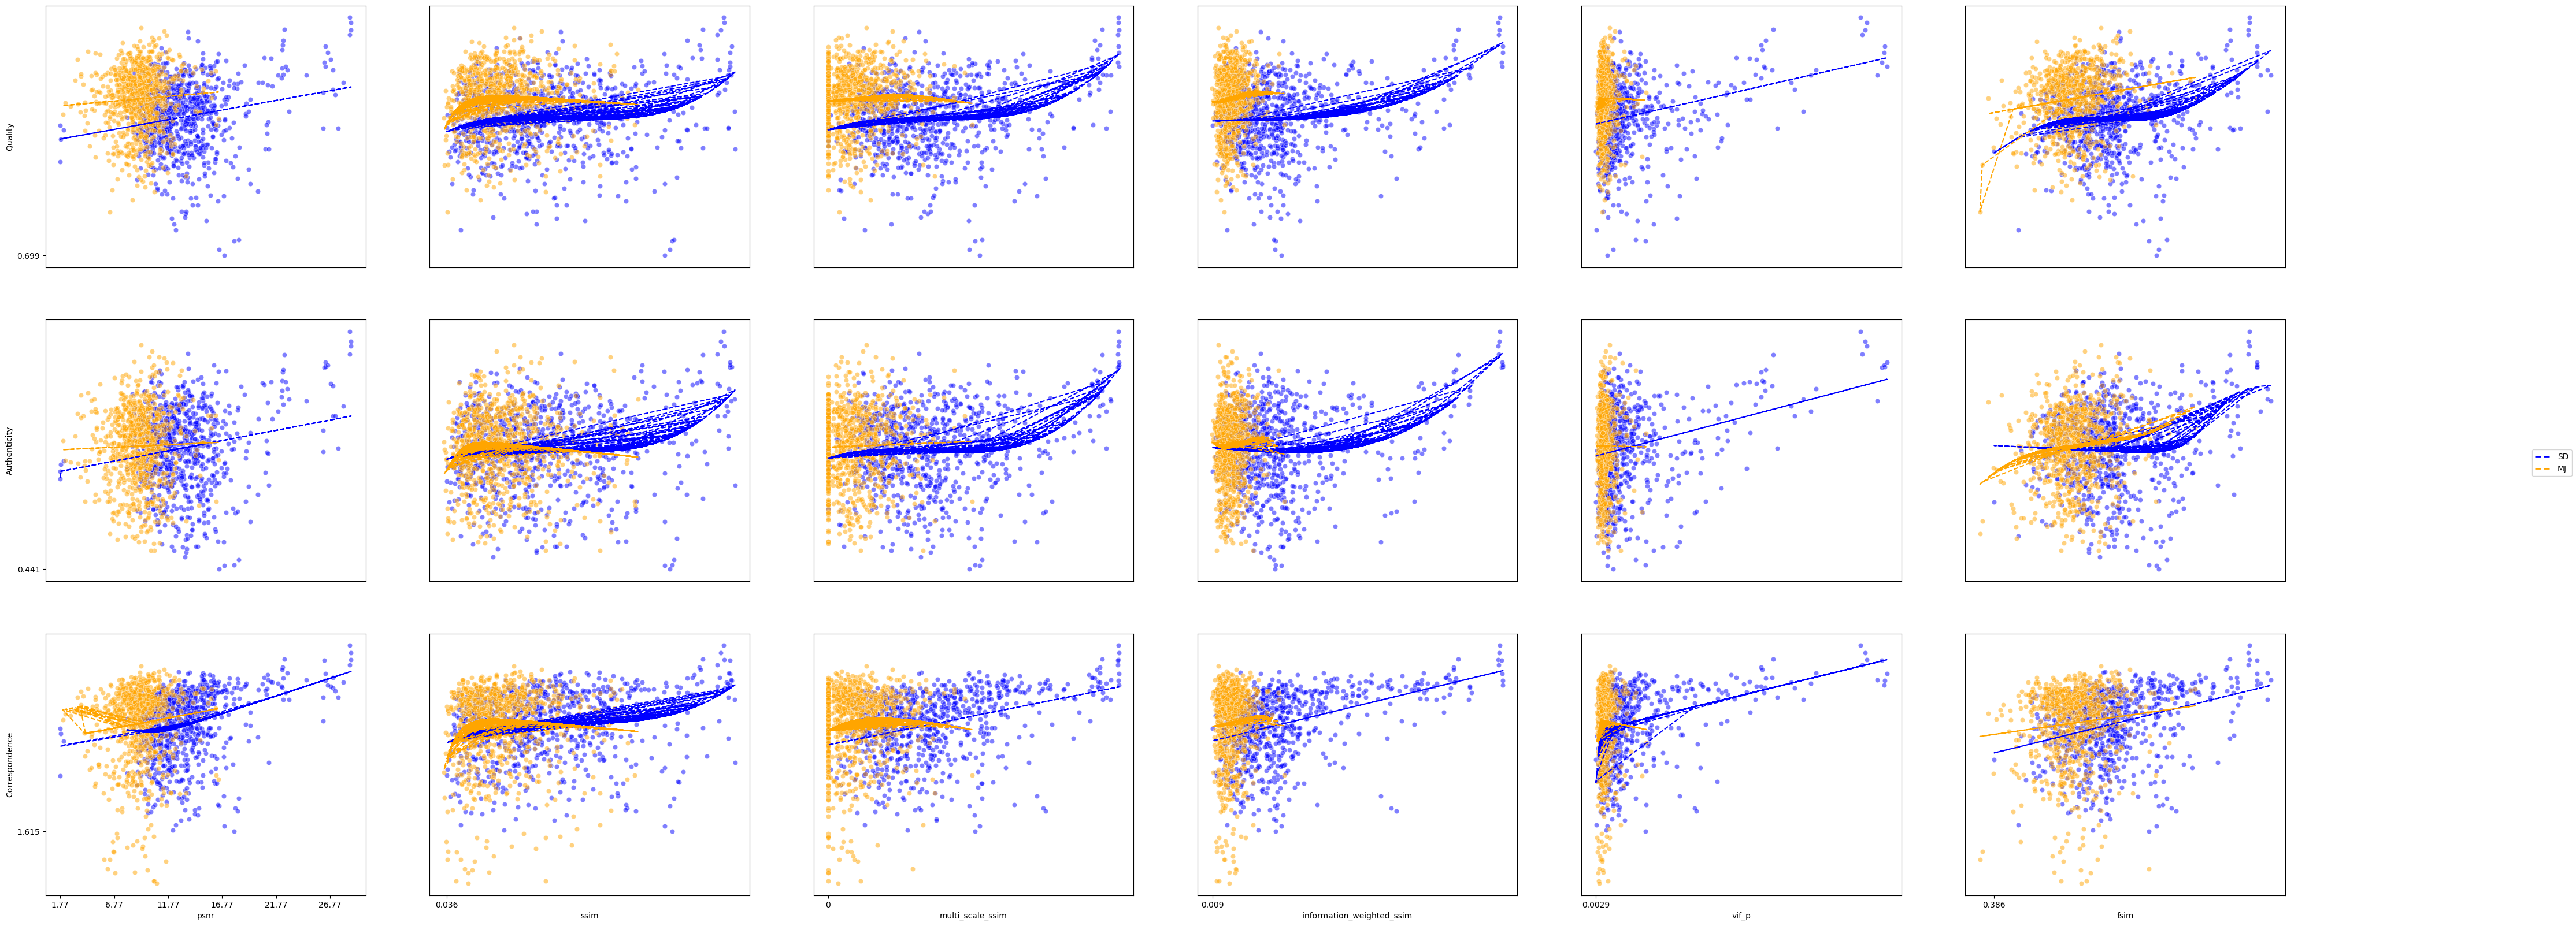 Quality
0.699
Authenticity
0.441
SD
MJ
Correspondence
1.615
1.77 6.77 11.77 16.77 21.77 26.77
0.036
0
0.009
0.0029
0.386
psnr
ssim
multi_scale_ssim
information_weighted_ssim
vif_p
fsim